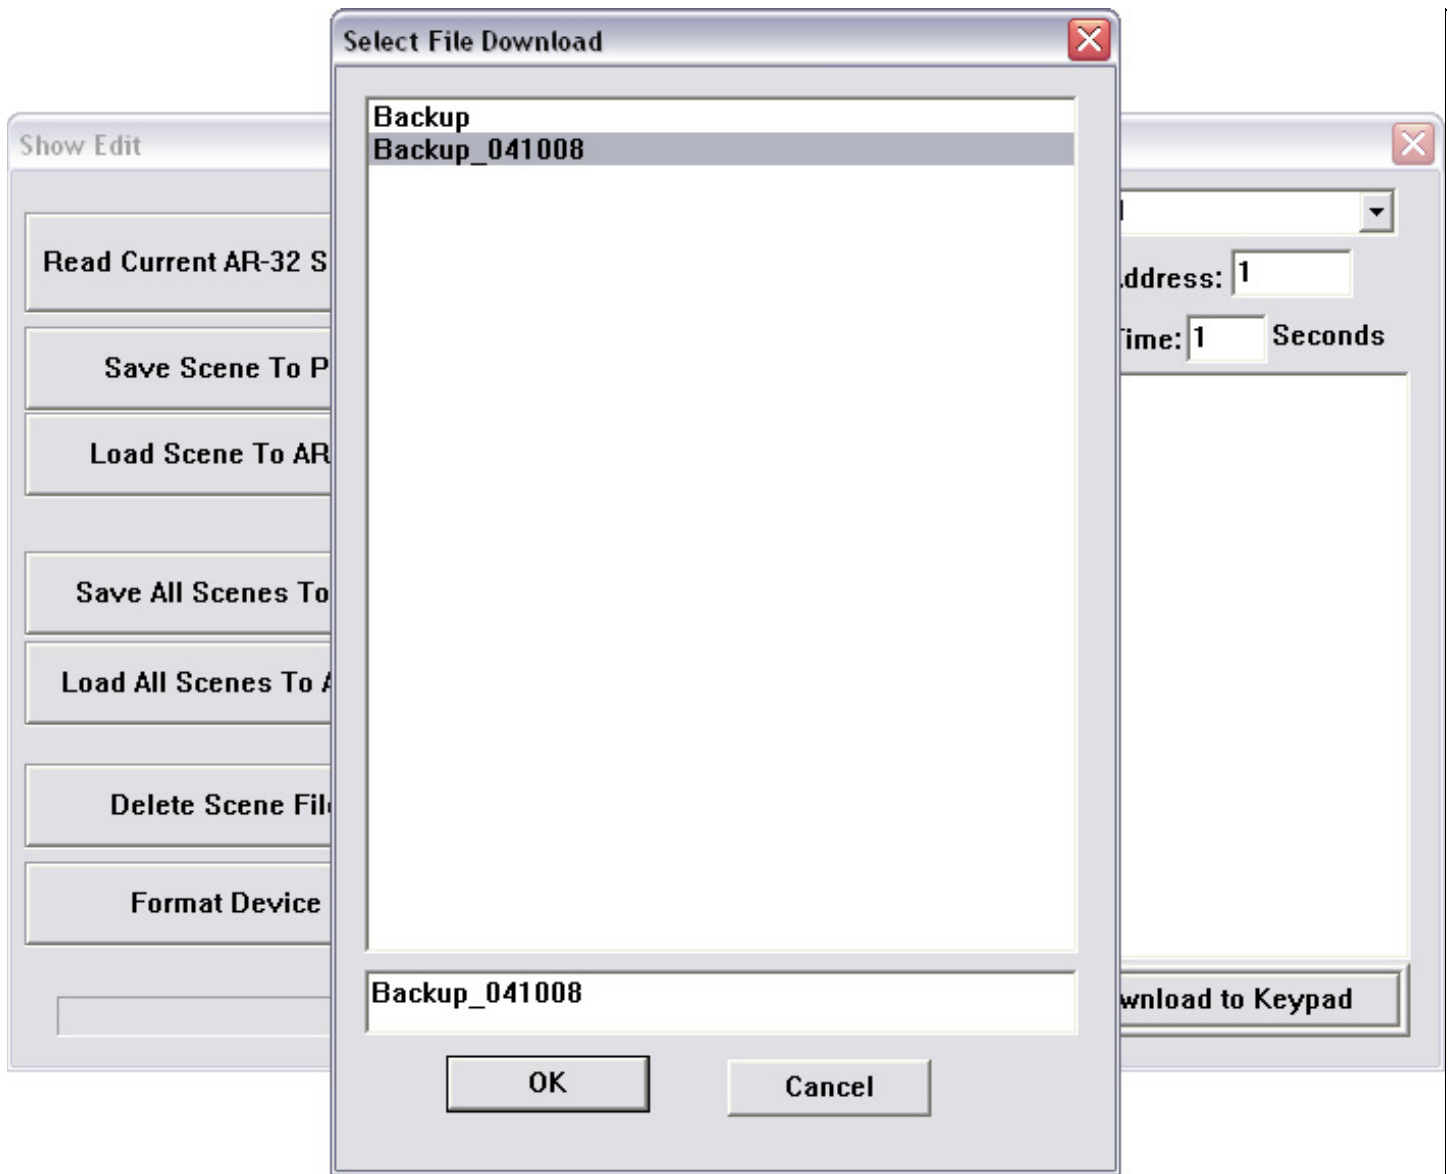 Select File Download
Backup
Backup_041008
Show Edit
Read Current AR-32 S
Save Scene To P
Load Scene To AR
Save All Scenes To
Load All Scenes To A
Delete Scene File
Format Device
ddress: 1
Time: 1 Seconds
wnload to Keypad
Backup_041008
OK
Cancel